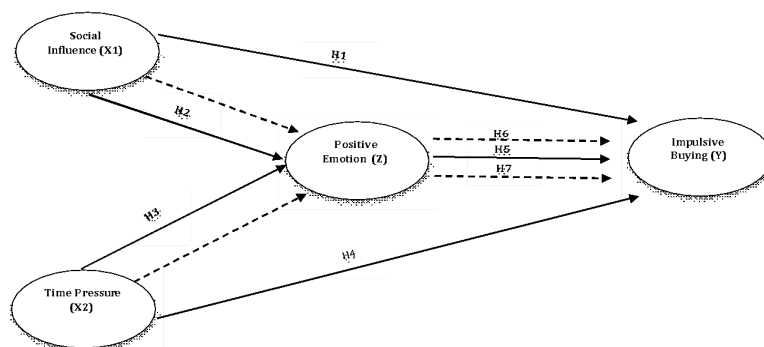 Social
Influence (X1)
H1
H2
Positive
Emotion (Z)
H6
H5
H7
Impulsive
Buying (Y)
H3
H4
Time Pressure
(X2)